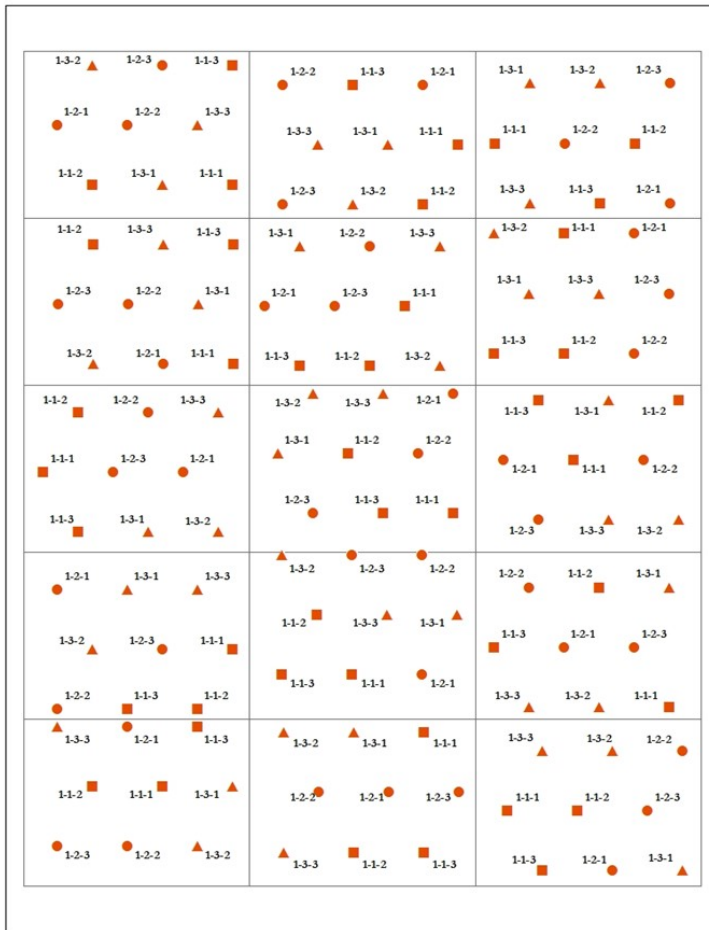 1-3-2 1-2-3 1-1-3
1-2-1 1-2-2 1-3-3
1-1-2 1-3-1 1-1-1
1-2-2 1-1-3 1-2-1
1-3-3 1-3-1 1-1-1
1-2-3 1-3-2 1-1-2
1-3-1 1-3-2 1-2-3
1-1-1 1-2-2 1-1-2
1-3-3 1-1-3 1-2-1
1-1-2 1-3-3 1-1-3
1-2-3 1-2-2 1-3-1
1-3-2 1-2-1 1-1-1
1-3-1 1-2-2 1-3-3
1-2-1 1-2-3 1-1-1
1-1-3 1-1-2 1-3-2
1-3-2 1-1-1 1-2-1
1-3-1 1-3-3 1-2-3
1-1-3 1-1-2 1-2-2
1-1-2 1-2-2 1-3-3
1-1-1 1-2-3 1-2-1
1-1-3 1-3-1 1-3-2
1-3-2 1-3-3 1-2-1
1-3-1 1-1-2 1-2-2
1-2-3 1-1-3 1-1-1
1-1-3 1-3-1 1-1-2
1-2-1 1-1-1 1-2-2
1-2-3 1-3-3 1-3-2
1-2-1 1-3-1 1-3-3
1-3-2 1-2-3 1-1-1
1-2-2 1-1-3 1-1-2
1-3-2 1-2-3 1-2-2
1-1-2 1-3-3 1-3-1
1-1-3 1-1-1 1-2-1
1-2-2 1-1-2 1-3-1
1-1-3 1-2-1 1-2-3
1-3-3 1-3-2 1-1-1
1-3-3 1-2-1 1-1-3
1-1-2 1-1-1 1-3-1
1-2-3 1-2-2 1-3-2
1-3-2 1-3-1 1-1-1
1-2-2 1-2-1 1-2-3
1-3-3 1-1-2 1-1-3
1-3-3 1-3-2 1-2-2
1-1-1 1-1-2 1-2-3
1-1-3 1-2-1 1-3-1